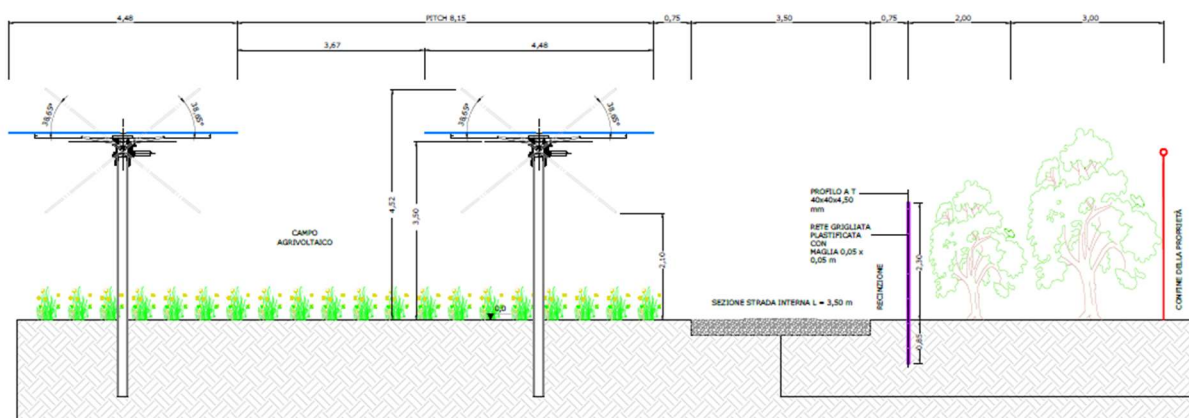 4,48
PITCH 8,15
0,75
3,50
0,75
2,00
3,00
3,67
4,48
38,65°
38,65°
38,65°
38,65°
4,52
3,50
2,10
CAMPO
AGRIVOLTAICO
0,0
SEZIONE STRADA INTERNA L = 3,50 m
PROFILO A T
40x40x4,50
mm
RETE GRIGLIATA
PLASTIFICATA
CON
MAGLIA 0,05 x
0,05 m
RECINZIONE
2,30
0,85
CONFINE DELLA PROPRIETÀ